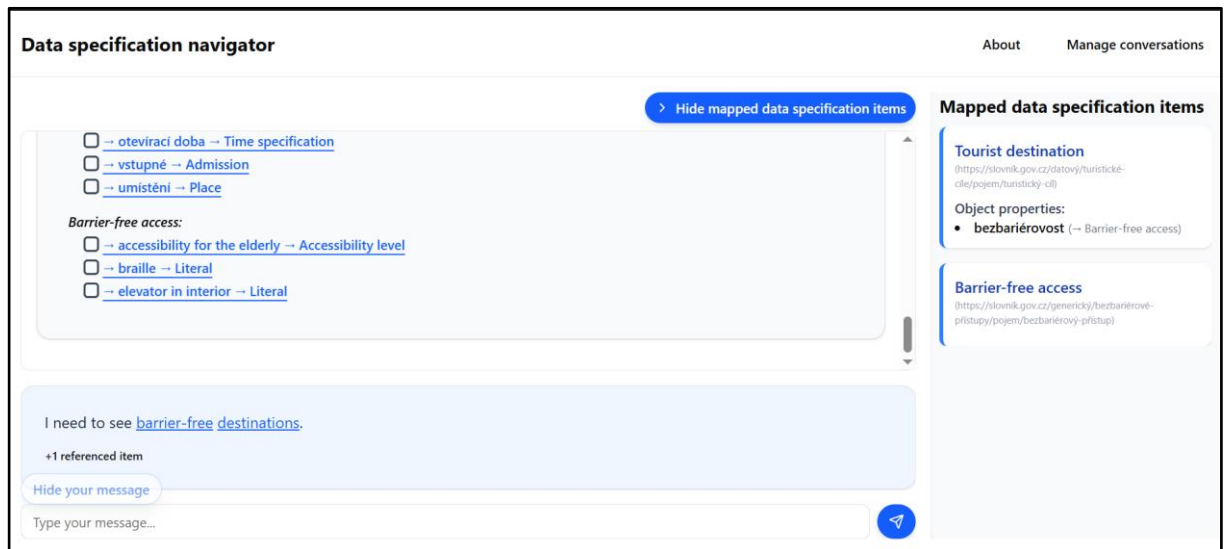 Data specification navigator
About
Manage conversations
> Hide mapped data specification items
→ otevírací doba → Time specification
→ vstupné → Admission
→ umístění → Place
Barrier-free access:
→ accessibility for the elderly → Accessibility level
→ braille → Literal
→ elevator in interior → Literal
I need to see barrier-free destinations.
+1 referenced item
Hide your message
Type your message...
Mapped data specification items
Tourist destination
(https://slovník.gov.cz/datový/turistické-
cíle/pojem/turistický-cíl)
Object properties:
• bezbariérovost (→ Barrier-free access)
Barrier-free access
(https://slovník.gov.cz/generický/bezbariérové-
přístupy/pojem/bezbariérový-přístup)